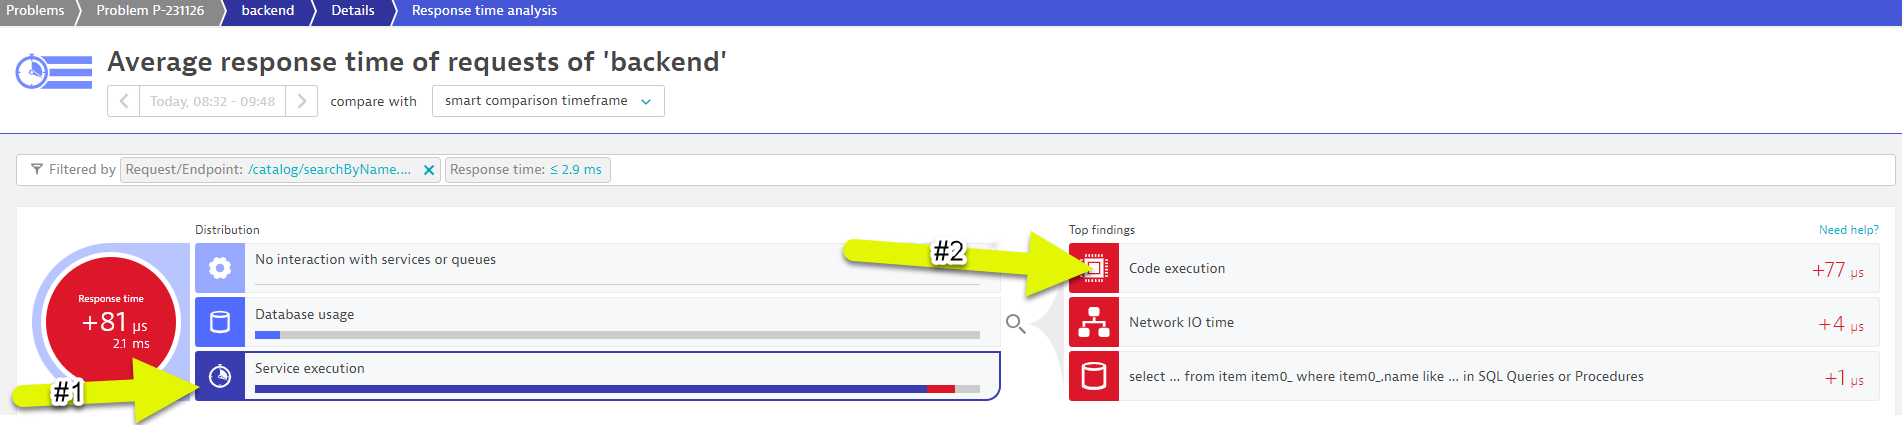 Problems Problem P-231126 backend Details Response time analysis
Average response time of requests of 'backend'
Today, 08:32 - 09:48 compare with smart comparison timeframe
Filtered by Request/Endpoint: /catalog/searchByName.... Response time: ≤ 2.9 ms
Distribution
Response time
+81 µs
2.1 ms
No interaction with services or queues
Database usage
Service execution
#1
#2
Top findings
Need help?
Code execution +77 µs
Network IO time +4 µs
select ... from item item0_ where item0_.name like ... in SQL Queries or Procedures +1 µs